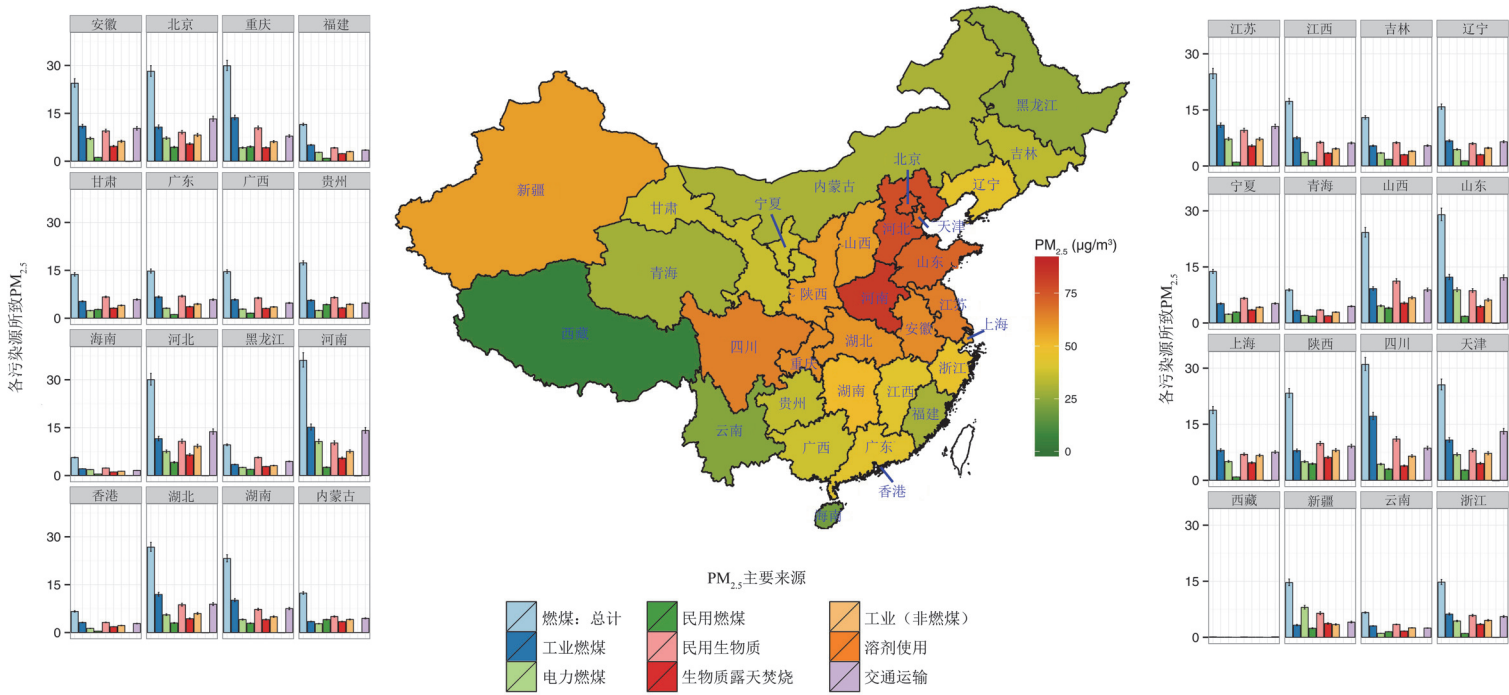 安徽 北京 重庆 福建
30
15
0
甘肃 广东 广西 贵州
30
15
0
海南 河北 黑龙江 河南
30
15
0
香港 湖北 湖南 内蒙古
30
15
0
各污染源所致PM2.5
新疆
西藏
青海
甘肃
宁夏
内蒙古
黑龙江
吉林
辽宁
北京
天津
河北
山西
山东
陕西
河南
江苏
安徽
上海
四川
重庆
湖北
浙江
贵州
湖南
江西
福建
云南
广西
广东
香港
海南
PM2.5 (μg/m³)
75
50
25
0
PM2.5主要来源
燃煤：总计 民用燃煤 工业（非燃煤）
工业燃煤 民用生物质 溶剂使用
电力燃煤 生物质露天焚烧 交通运输
各污染源所致PM2.5
江苏 江西 吉林 辽宁
30
15
0
宁夏 青海 山西 山东
30
15
0
上海 陕西 四川 天津
30
15
0
西藏 新疆 云南 浙江
30
15
0